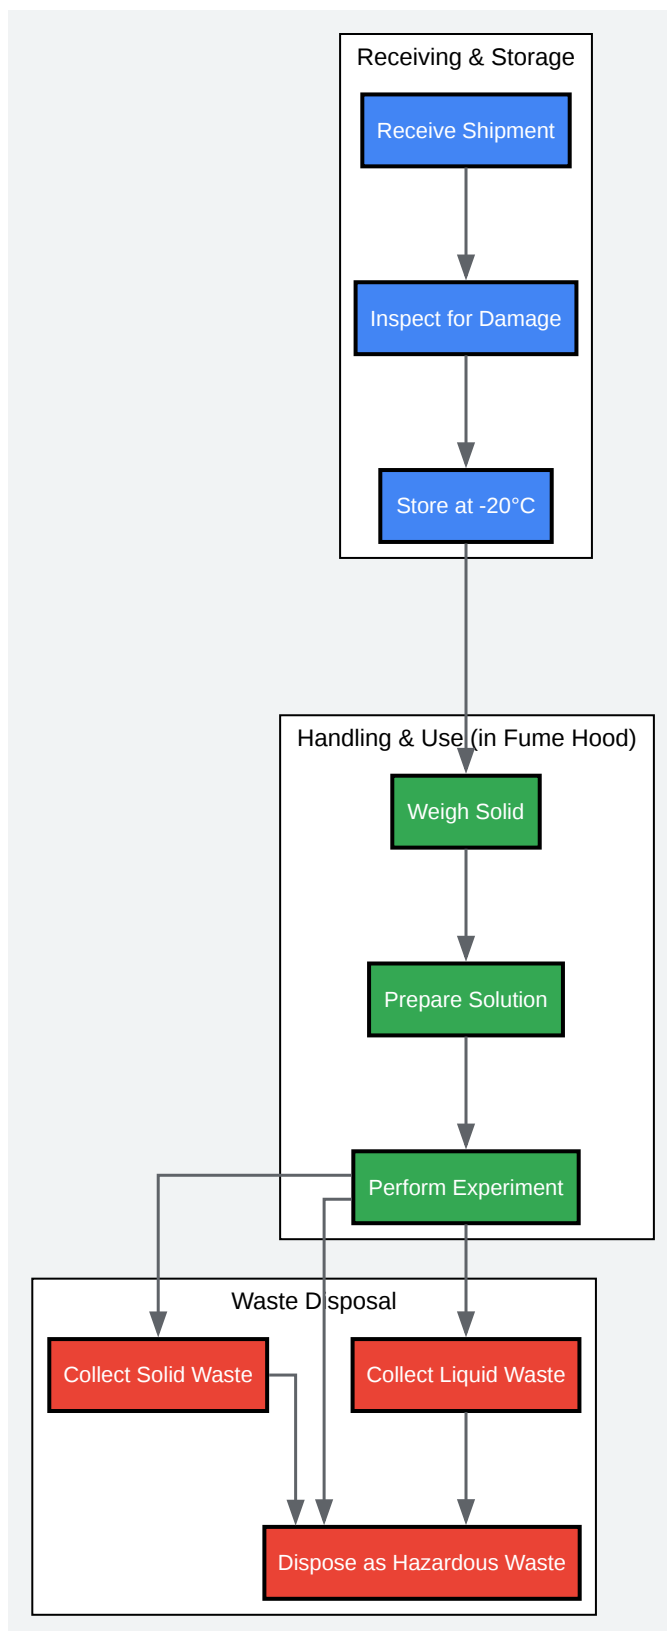 Receiving & Storage
Receive Shipment
Inspect for Damage
Store at -20°C
Handling & Use (in Fume Hood)
Weigh Solid
Prepare Solution
Perform Experiment
Waste Disposal
Collect Solid Waste
Collect Liquid Waste
Dispose as Hazardous Waste